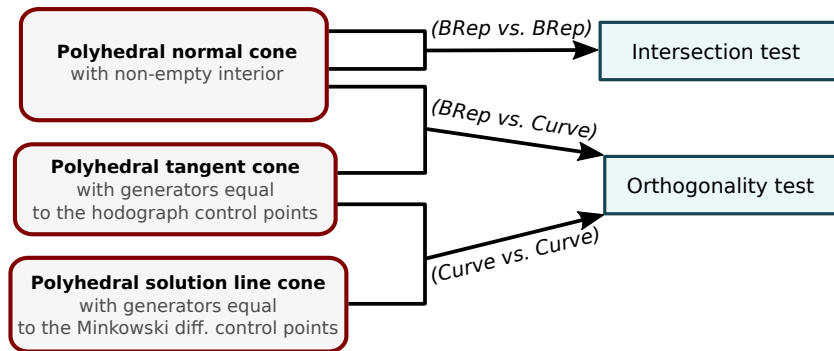 Polyhedral normal cone
with non-empty interior
(BRep vs. BRep)
Intersection test
(BRep vs. Curve)
Polyhedral tangent cone
with generators equal
to the hodograph control points
Orthogonality test
(Curve vs. Curve)
Polyhedral solution line cone
with generators equal
to the Minkowski diff. control points